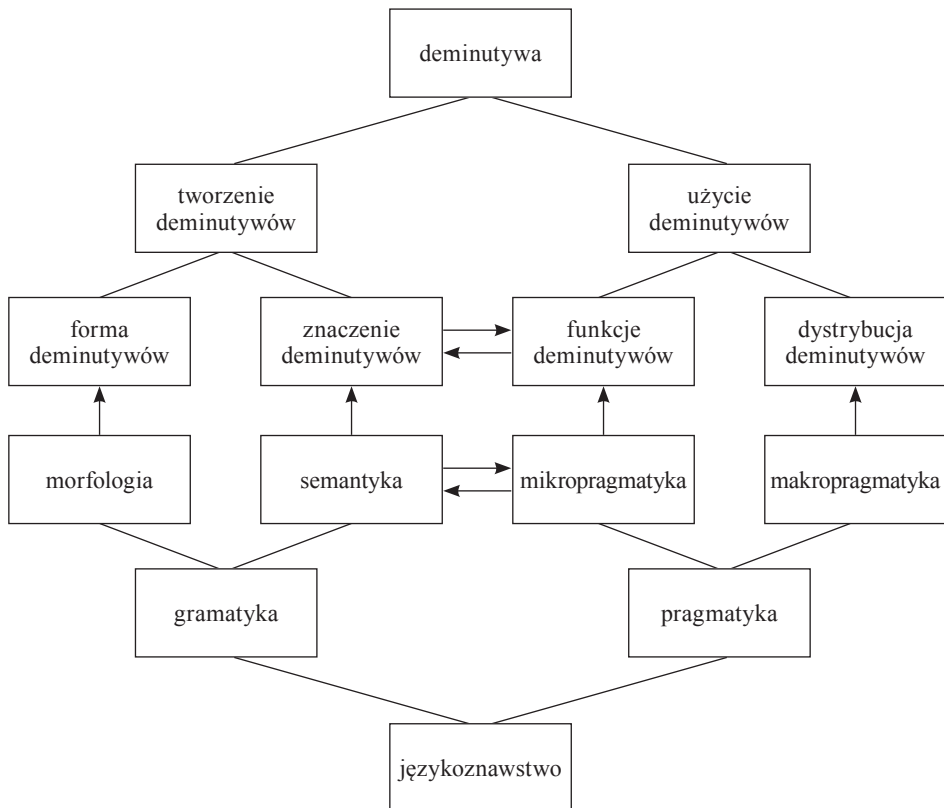 deminutywa
tworzenie
deminutywów
użycie
deminutywów
forma
deminutywów
znaczenie
deminutywów
funkcje
deminutywów
dystrybucja
deminutywów
morfologia
semantyka
mikropragmatyka
makropragmatyka
gramatyka
pragmatyka
językoznawstwo